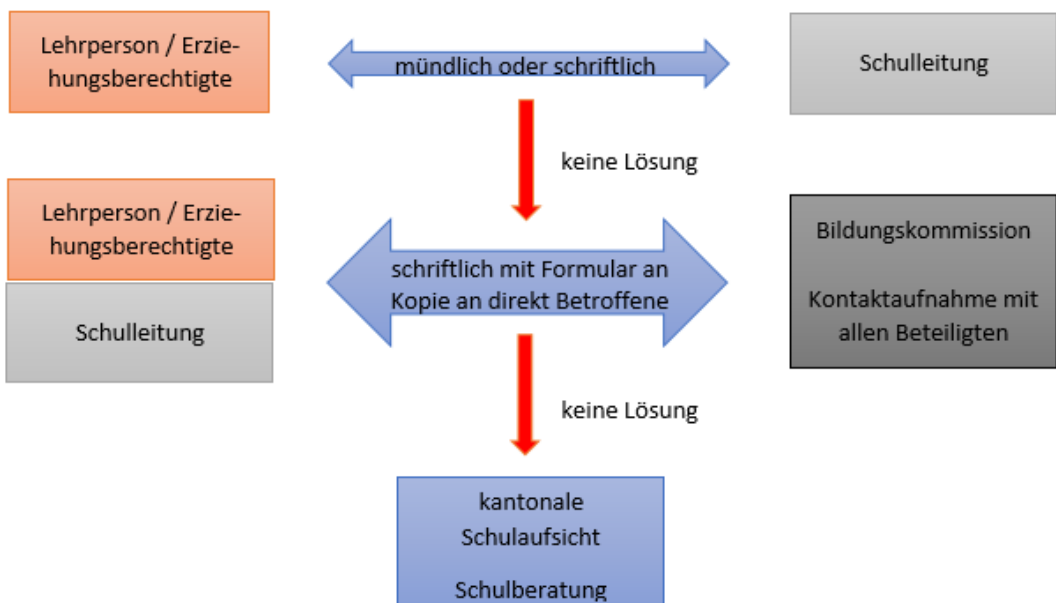 Lehrperson / Erzie-
hungsberechtigte
mündlich oder schriftlich
Schulleitung
keine Lösung
Lehrperson / Erzie-
hungsberechtigte
Schulleitung
schriftlich mit Formular an
Kopie an direkt Betroffene
Bildungskommission
Kontaktaufnahme mit
allen Beteiligten
keine Lösung
kantonale
Schulaufsicht
Schulberatung